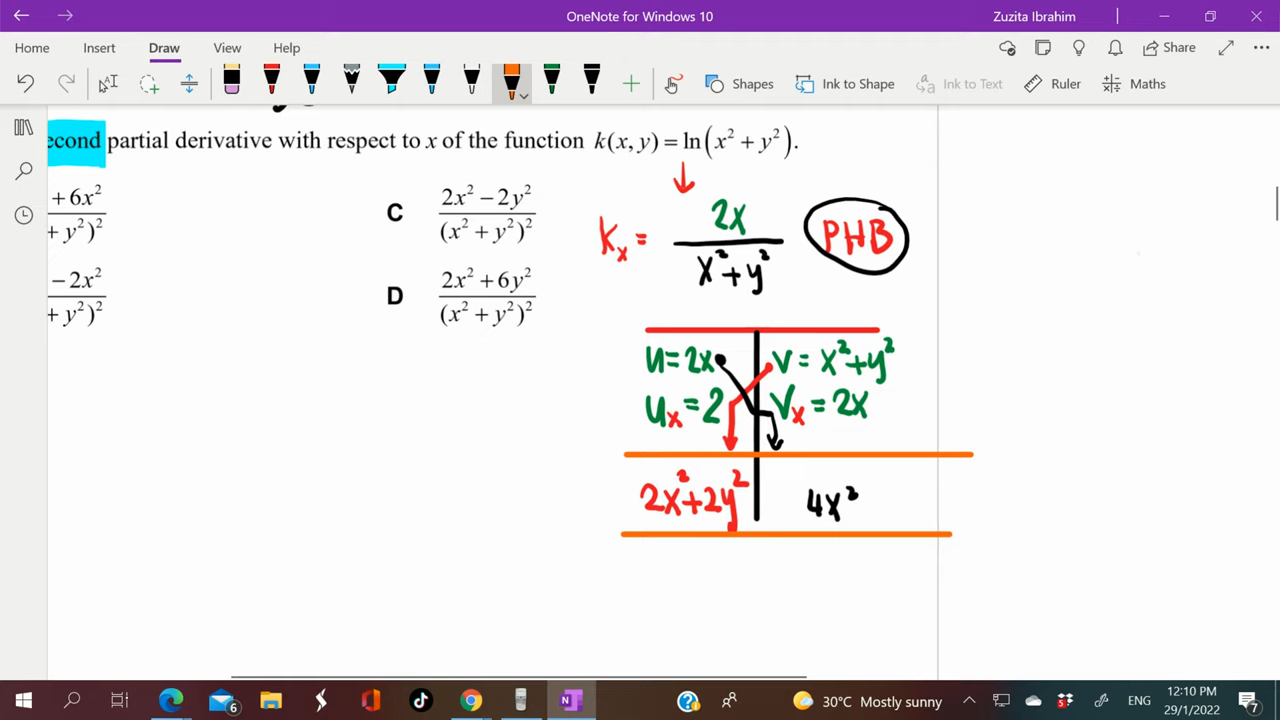 OneNote for Windows 10
Zuzita Ibrahim
Home Insert Draw View Help
Share
Shapes Ink to Shape Ink to Text Ruler Maths
econd partial derivative with respect to x of the function k(x, y) = ln(x² + y²).
+ 6x²
+ y²)²
C (2x² − 2y²)/(x² + y²)²
− 2x²
+ y²)²
D (2x² + 6y²)/(x² + y²)²
Kx = 2x/(x² + y²)
PHB
u = 2x v = x² + y²
ux = 2 vx = 2x
2x² + 2y² 4x²
6
30°C Mostly sunny
5
ENG
12:10 PM
29/1/2022
7